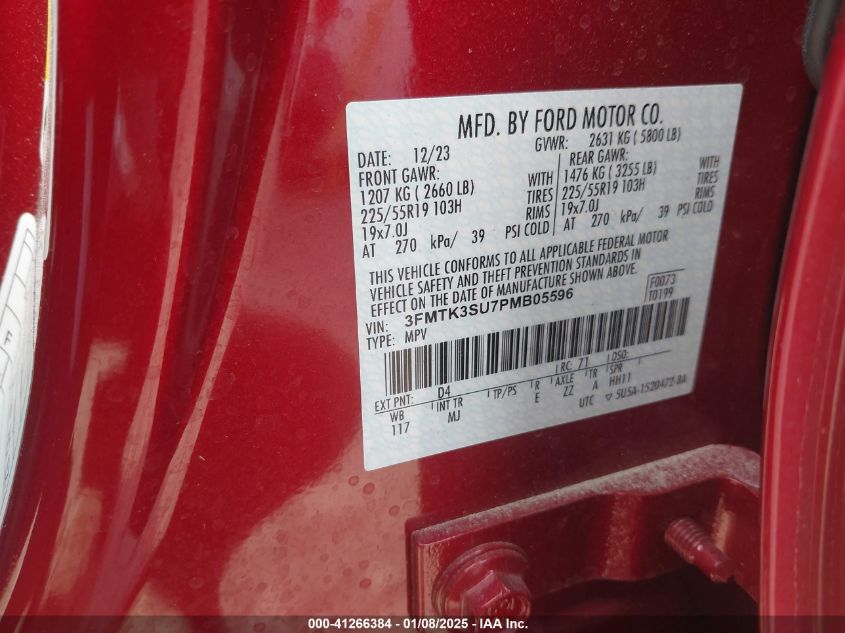 MFD. BY FORD MOTOR CO.
DATE: 12/23 GVWR: 2631 KG ( 5800 LB)
FRONT GAWR: REAR GAWR:
1207 KG ( 2660 LB) WITH 1476 KG ( 3255 LB) WITH
225/55R19 103H TIRES 225/55R19 103H TIRES
19x7.0J RIMS 19x7.0J RIMS
AT 270 kPa/ 39 PSI COLD AT 270 kPa/ 39 PSI COLD
THIS VEHICLE CONFORMS TO ALL APPLICABLE FEDERAL MOTOR
VEHICLE SAFETY AND THEFT PREVENTION STANDARDS IN
EFFECT ON THE DATE OF MANUFACTURE SHOWN ABOVE.
VIN: 3FMTK3SU7PMB05596 F0073
TYPE: MPV T0199
EXT PNT: D4 RC: 71 DSO:
WB INT TR TP/PS R AXLE TR SPR
117 MJ E ZZ A HH11
UTC ▽ 5U5A-1520472-BA
000-41266384 - 01/08/2025 - IAA Inc.